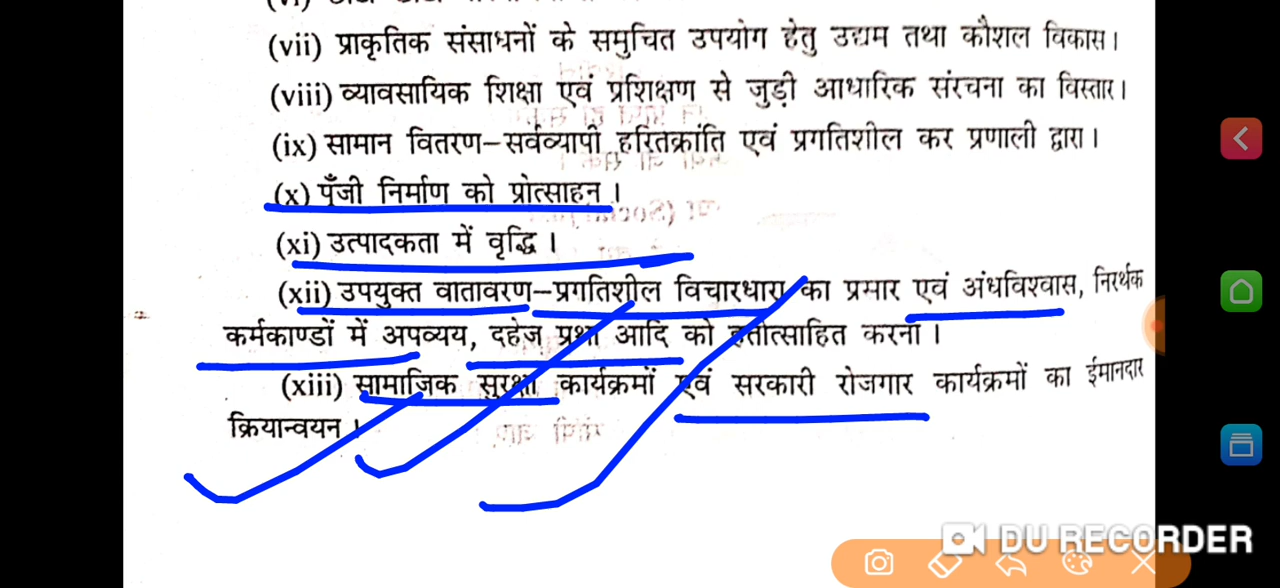 (vii) प्राकृतिक संसाधनों के समुचित उपयोग हेतु उद्यम तथा कौशल विकास।
(viii) व्यावसायिक शिक्षा एवं प्रशिक्षण से जुड़ी आधारिक संरचना का विस्तार।
(ix) सामान वितरण–सर्वव्यापी हरितक्रांति एवं प्रगतिशील कर प्रणाली द्वारा।
(x) पूँजी निर्माण को प्रोत्साहन।
(xi) उत्पादकता में वृद्धि।
(xii) उपयुक्त वातावरण–प्रगतिशील विचारधारा का प्रसार एवं अंधविश्वास, निरर्थक
कर्मकाण्डों में अपव्यय, दहेज प्रथा आदि को हतोत्साहित करना।
(xiii) सामाजिक सुरक्षा कार्यक्रमों एवं सरकारी रोजगार कार्यक्रमों का ईमानदार
क्रियान्वयन।
DU RECORDER